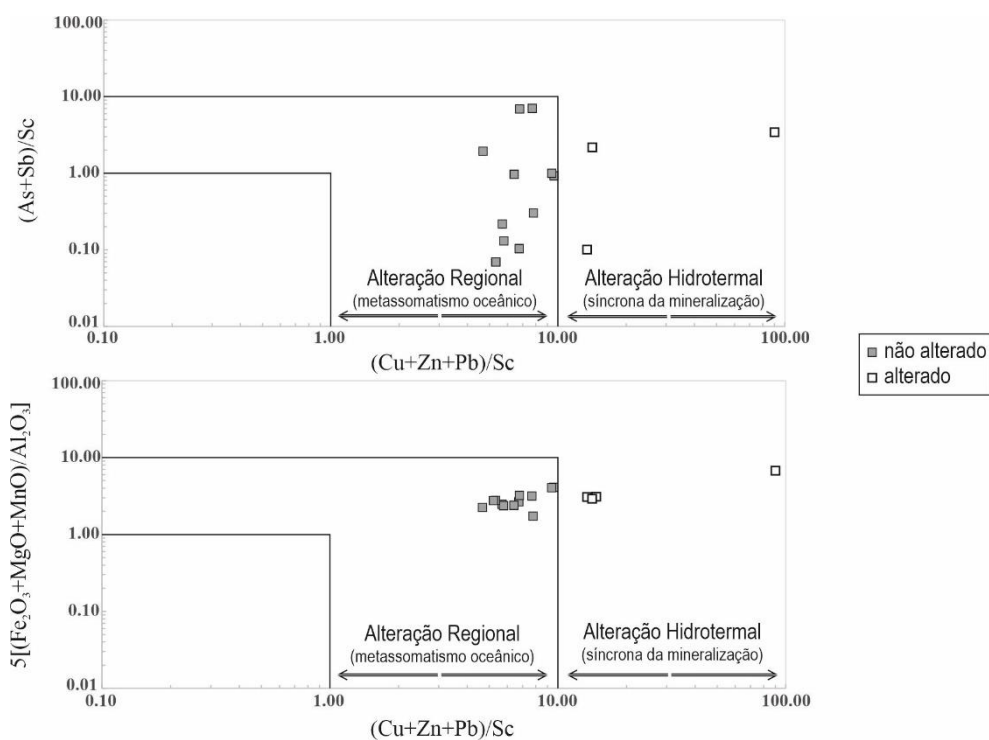 100.00
10.00
1.00
0.10
0.01
(As+Sb)/Sc
Alteração Regional
(metassomatismo oceânico)
Alteração Hidrotermal
(síncrona da mineralização)
0.10 1.00 10.00 100.00
(Cu+Zn+Pb)/Sc
não alterado
alterado
100.00
10.00
1.00
0.10
0.01
5[(Fe₂O₃+MgO+MnO)/Al₂O₃]
Alteração Regional
(metassomatismo oceânico)
Alteração Hidrotermal
(síncrona da mineralização)
0.10 1.00 10.00 100.00
(Cu+Zn+Pb)/Sc